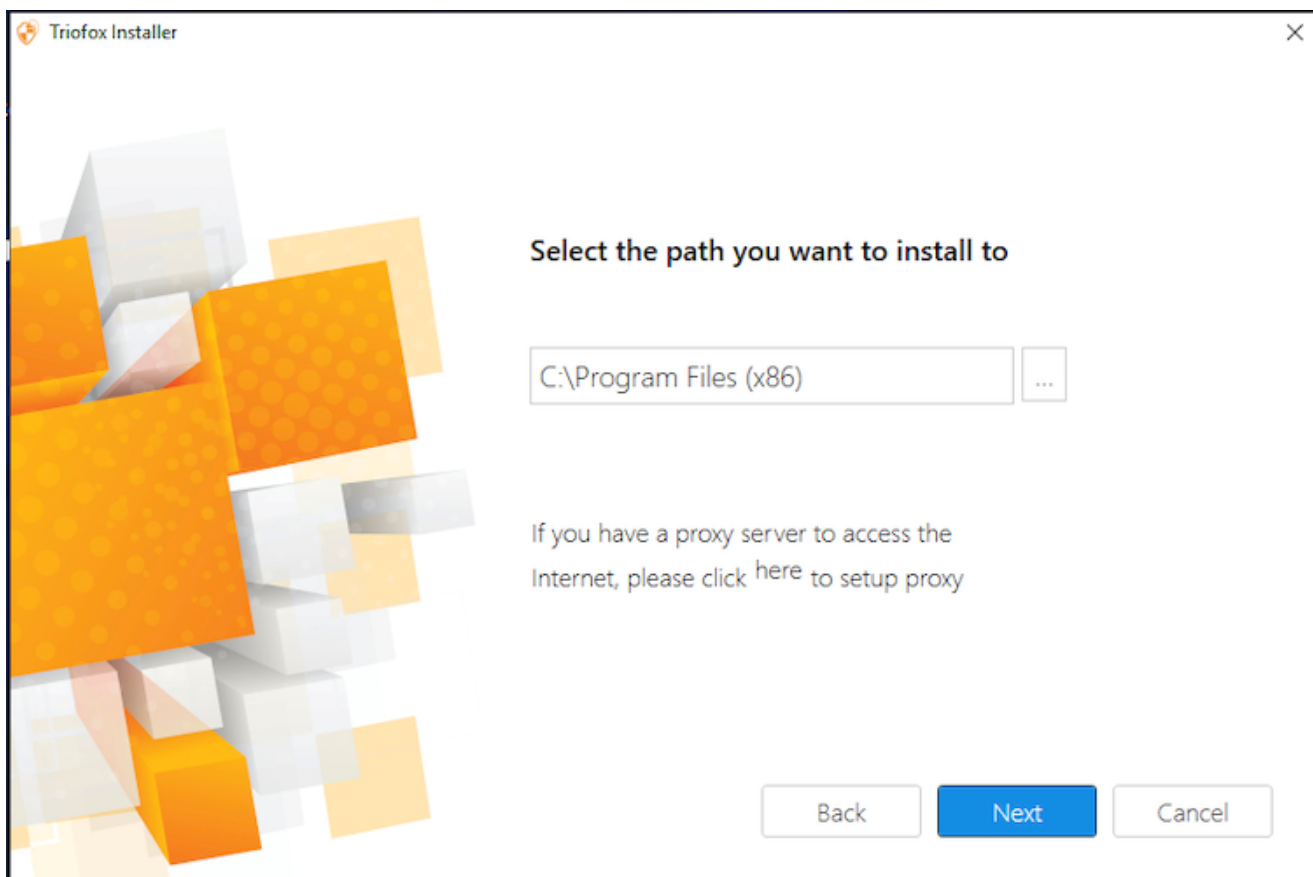 Triofox Installer
Select the path you want to install to
C:\Program Files (x86)
...
If you have a proxy server to access the
Internet, please click here to setup proxy
Back
Next
Cancel